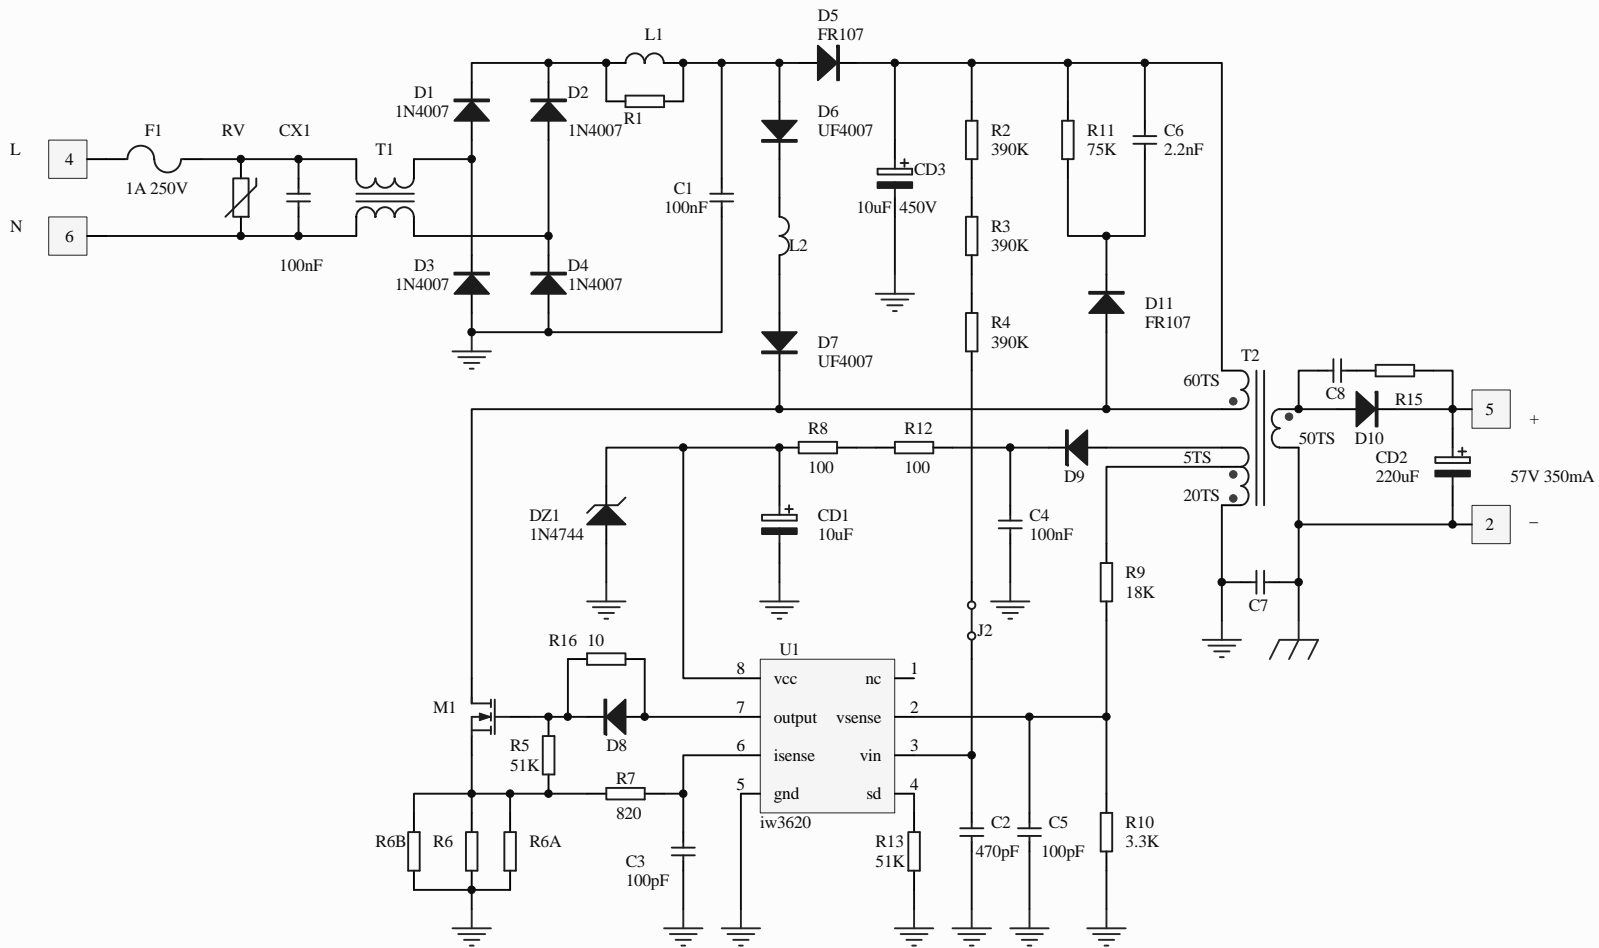 L
4
F1
1A 250V
RV
CX1
100nF
T1
N
6
D1
1N4007
D2
1N4007
D3
1N4007
D4
1N4007
L1
R1
C1
100nF
D5
FR107
D6
UF4007
L2
D7
UF4007
CD3
10uF 450V
R2
390K
R3
390K
R4
390K
R11
75K
C6
2.2nF
D11
FR107
T2
60TS
5TS
20TS
50TS
C8
R15
D10
CD2
220uF
5
+
57V 350mA
2
−
R8
100
R12
100
D9
DZ1
1N4744
CD1
10uF
C4
100nF
R9
18K
C7
J2
R16 10
D8
M1
R5
51K
R7
820
R6B
R6
R6A
C3
100pF
U1
8 vcc
7 output
6 isense
5 gnd
nc 1
vsense 2
vin 3
sd 4
iw3620
R13
51K
C2
470pF
C5
100pF
R10
3.3K